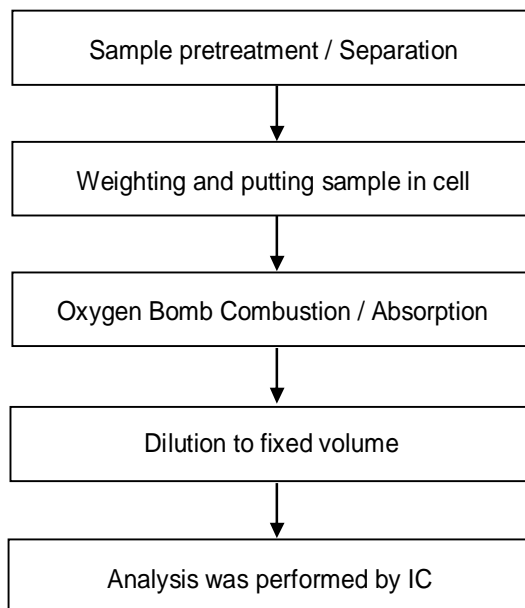 Sample pretreatment / Separation
Weighting and putting sample in cell
Oxygen Bomb Combustion / Absorption
Dilution to fixed volume
Analysis was performed by IC